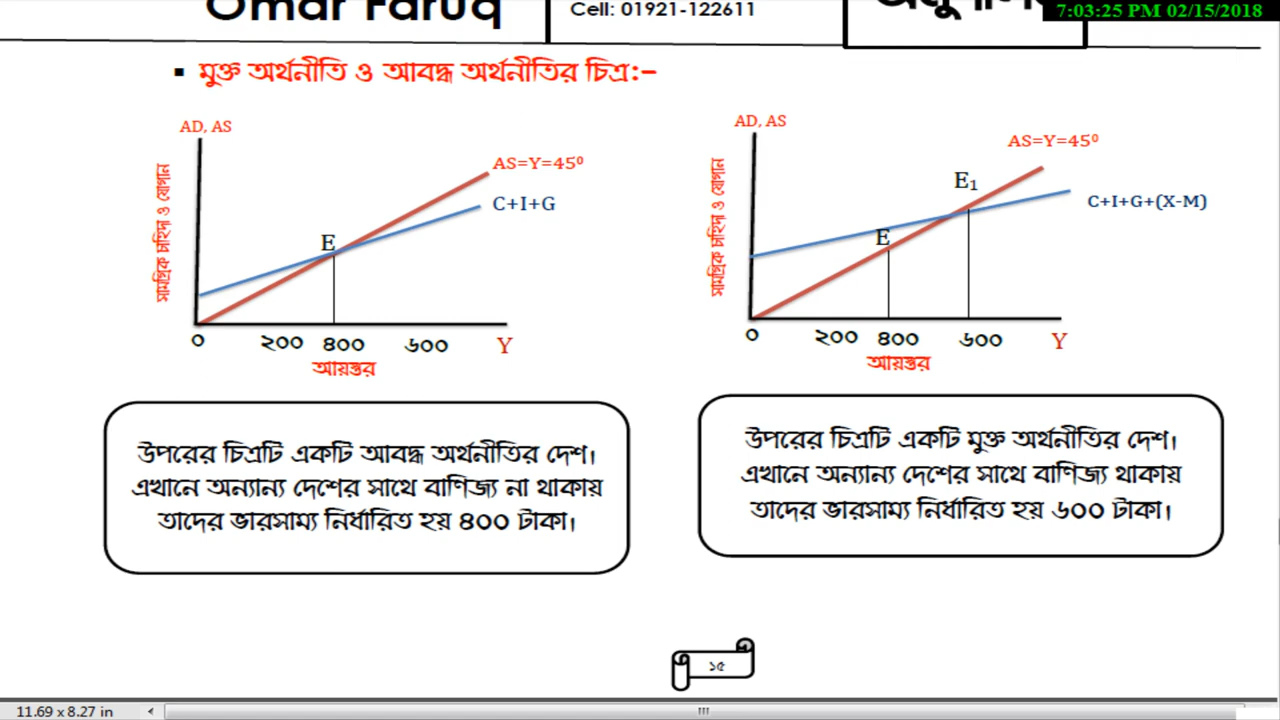 Omar Faruq
Cell: 01921-122611
7:03:25 PM 02/15/2018
▪ মুক্ত অর্থনীতি ও আবদ্ধ অর্থনীতির চিত্র:-
AD, AS
সামগ্রিক চাহিদা ও যোগান
AS=Y=45⁰
C+I+G
E
০ ২০০ ৪০০ ৬০০ Y
আয়স্তর
AD, AS
সামগ্রিক চাহিদা ও যোগান
AS=Y=45⁰
E₁
C+I+G+(X-M)
E
০ ২০০ ৪০০ ৬০০ Y
আয়স্তর
উপরের চিত্রটি একটি আবদ্ধ অর্থনীতির দেশ।
এখানে অন্যান্য দেশের সাথে বাণিজ্য না থাকায়
তাদের ভারসাম্য নির্ধারিত হয় ৪০০ টাকা।
উপরের চিত্রটি একটি মুক্ত অর্থনীতির দেশ।
এখানে অন্যান্য দেশের সাথে বাণিজ্য থাকায়
তাদের ভারসাম্য নির্ধারিত হয় ৬০০ টাকা।
১৫
11.69 x 8.27 in